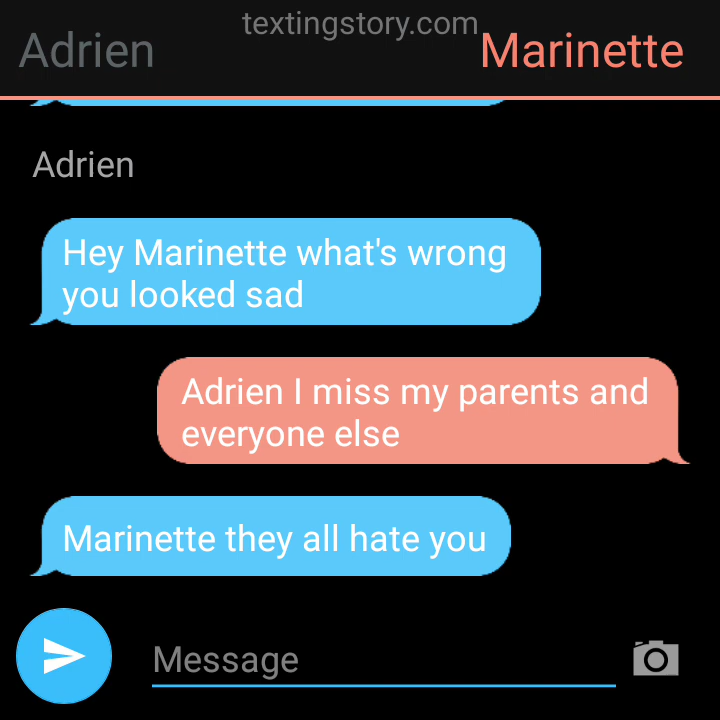 textingstory.com
Adrien
Marinette
Adrien
Hey Marinette what's wrong
you looked sad
Adrien I miss my parents and
everyone else
Marinette they all hate you
Message